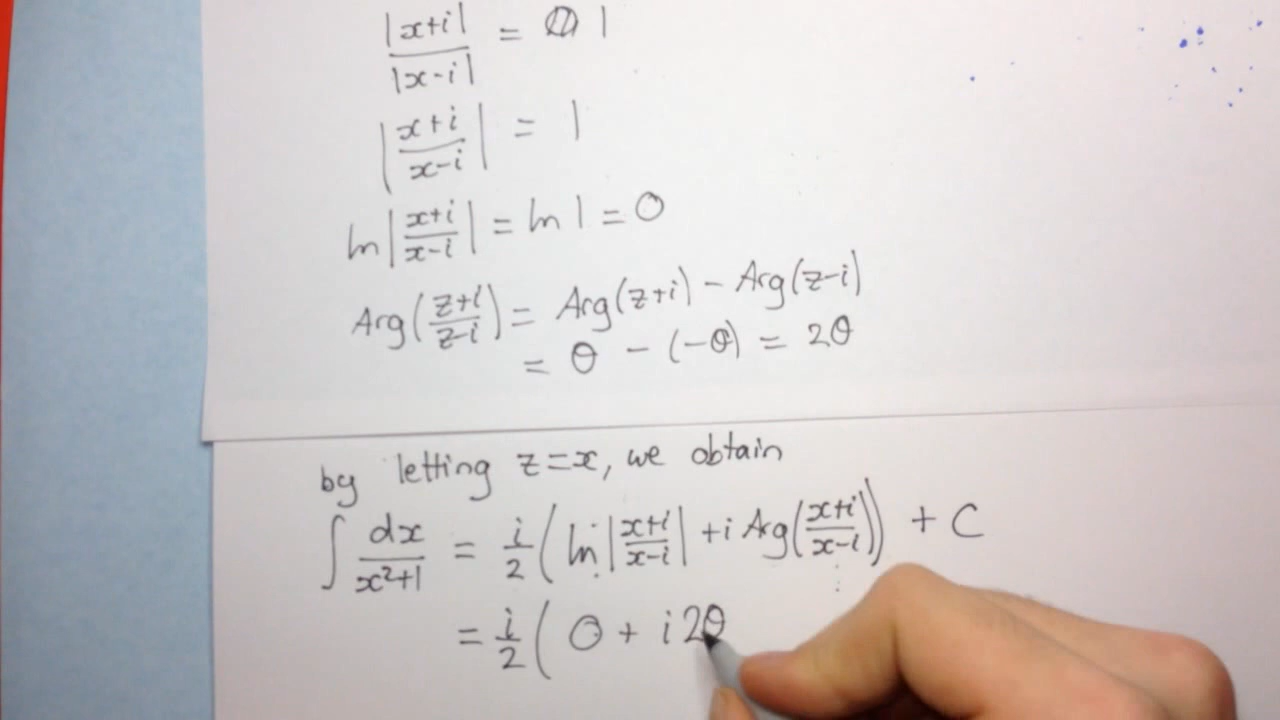 |x+i| / |x-i| = 1
|x+i / x-i| = 1
ln|x+i / x-i| = ln 1 = 0
Arg(z+i / z-i) = Arg(z+i) - Arg(z-i)
= θ - (-θ) = 2θ
by letting z=x, we obtain
∫ dx / x²+1 = i/2 (ln|x+i / x-i| + i Arg(x+i / x-i)) + C
= i/2 ( 0 + i 2θ